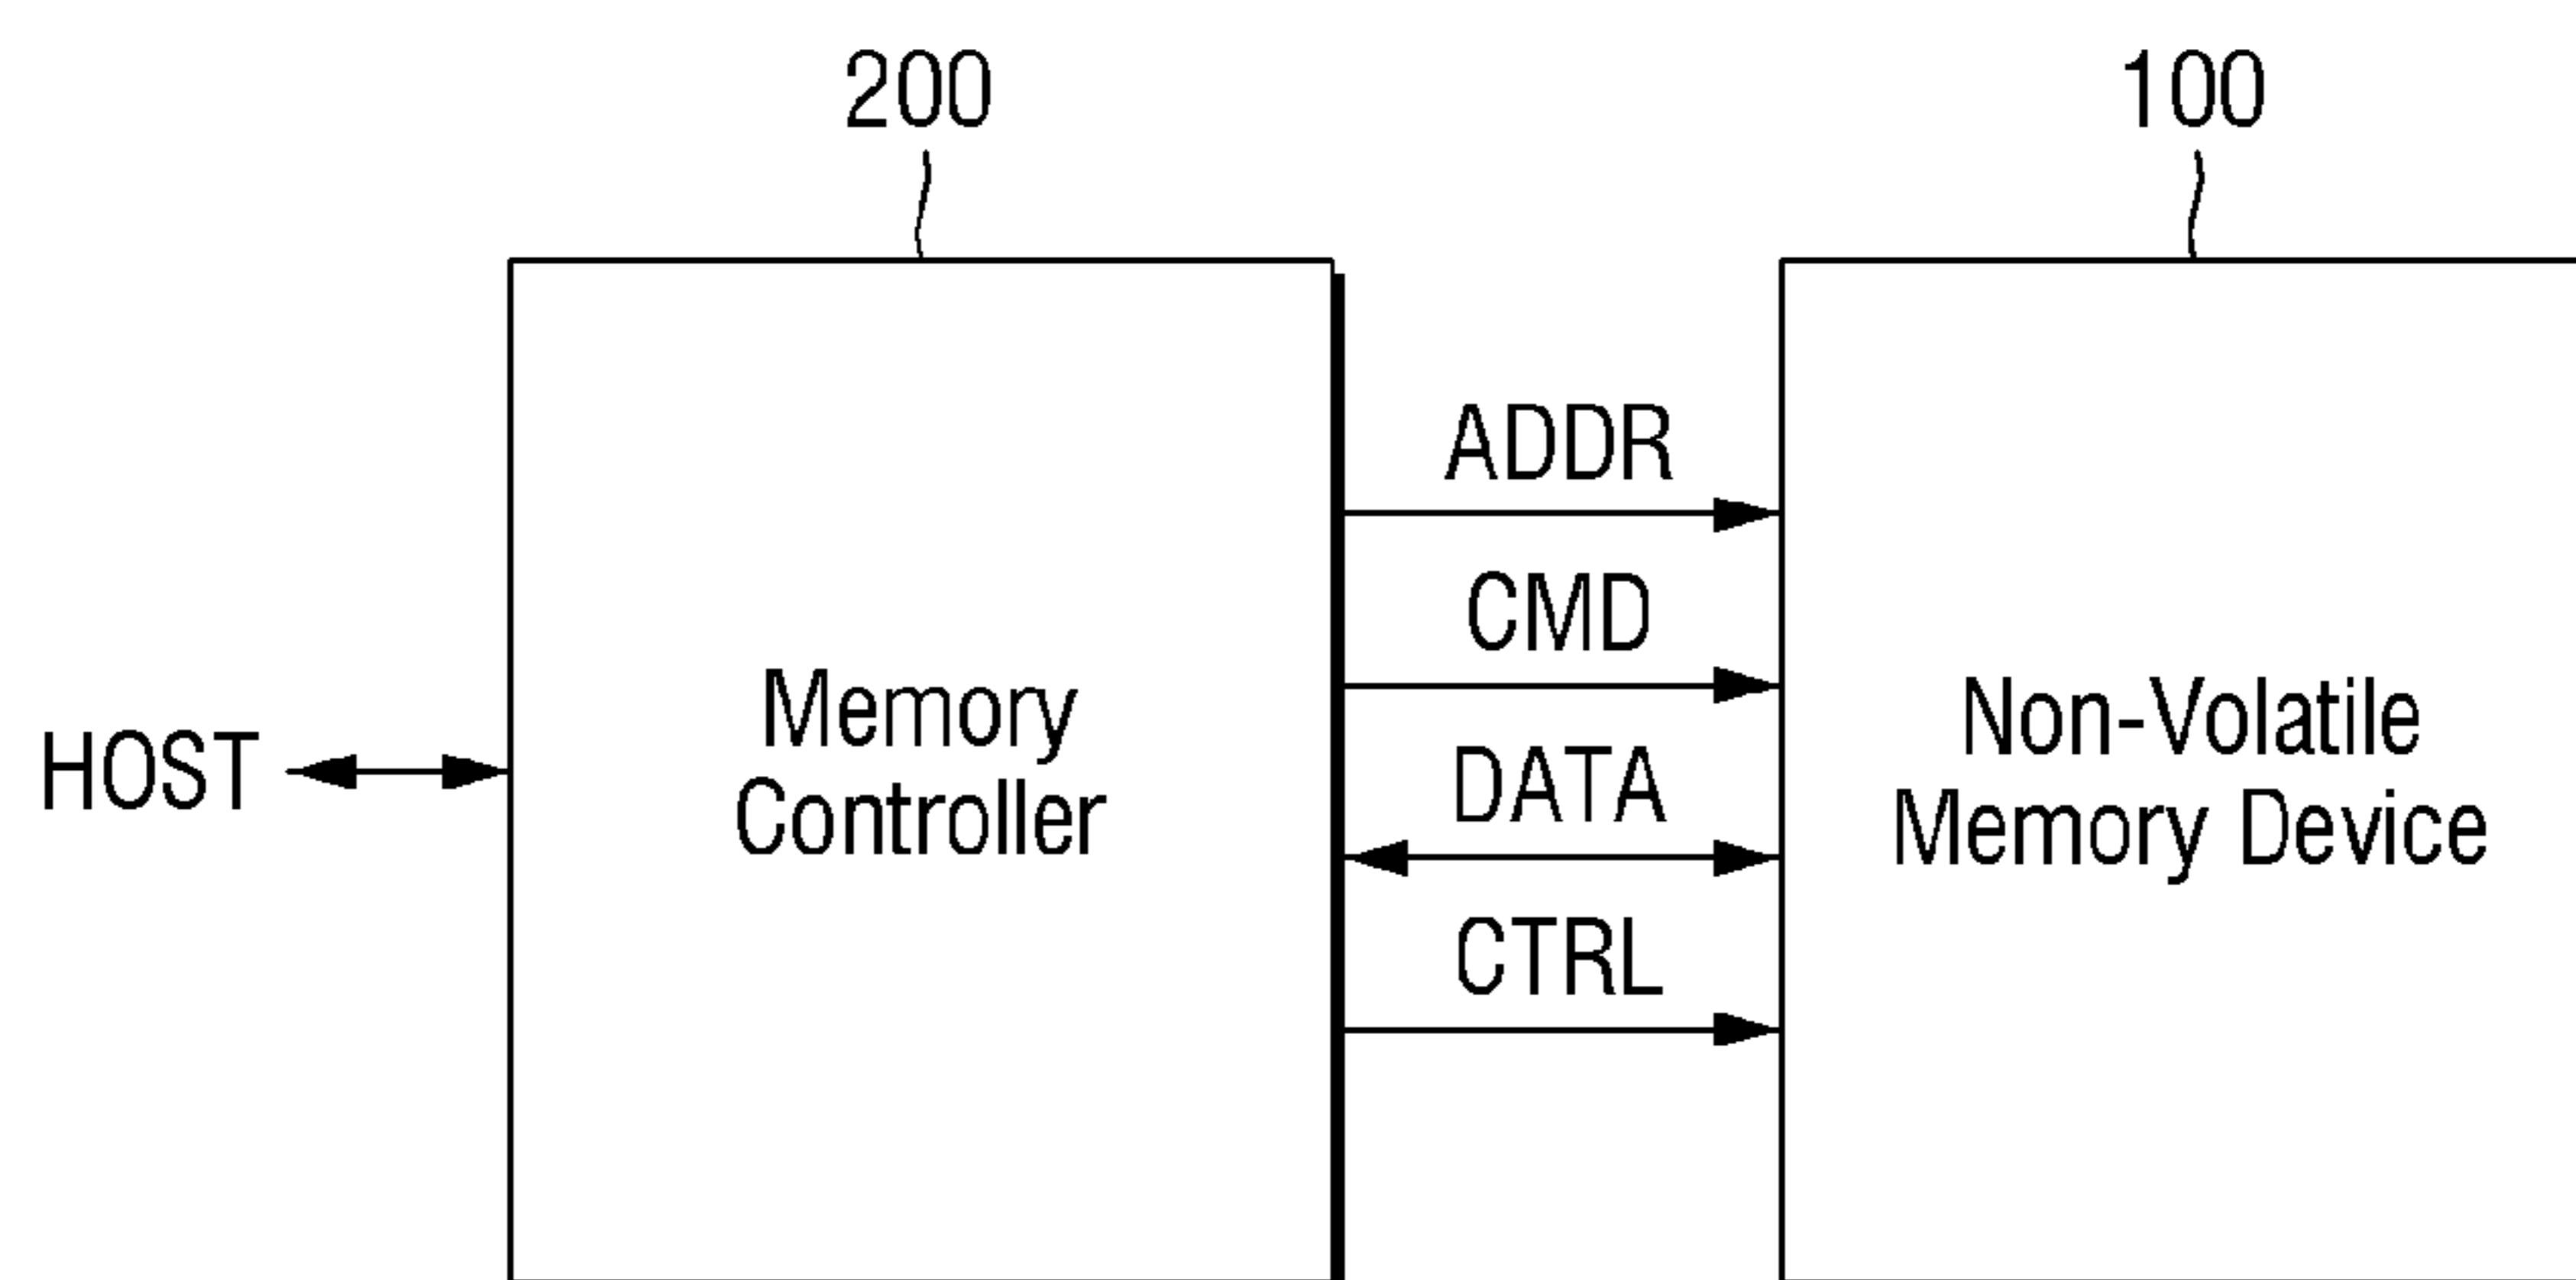 200
100
ADDR
CMD
DATA
CTRL
HOST
Memory
Controller
Non-Volatile
Memory Device